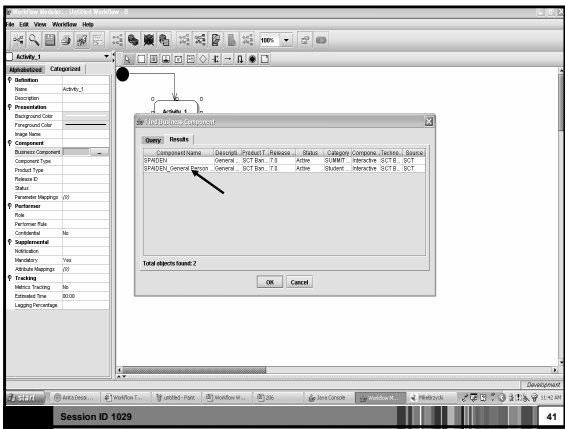 Workflow Modeler :: Untitled Workflow - 0
File Edit View Workflow Help
100%
Activity_1
Alphabetized Categorized
Definition
Name Activity_1
Description
Presentation
Background Color
Foreground Color
Image Name
Component
Business Component ...
Component Type
Product Type
Release ID
Status
Parameter Mappings (0)
Performer
Role
Performer Rule
Confidential No
Supplemental
Notification
Mandatory Yes
Attribute Mappings (0)
Tracking
Metrics Tracking No
Estimated Time 00:00
Lagging Percentage
Activity_1
Find Business Component
Query Results
Component Name Descripti... Product T... Release ... Status Category Compone... Techno... Source
SPAIDEN General ... SCT Ban... 7.0 Active SUMMIT ... Interactive SCT B... SCT
SPAIDEN_General Person ... General ... SCT Ban... 7.0 Active Student ... Interactive SCT B... SCT
Total objects found: 2
OK Cancel
Development
start Anita Desai ... Workflow T... untitled - Paint Workflow W... 206 Java Console Workflow M... MikeBrzycki 11:42 AM
Session ID 1029
41